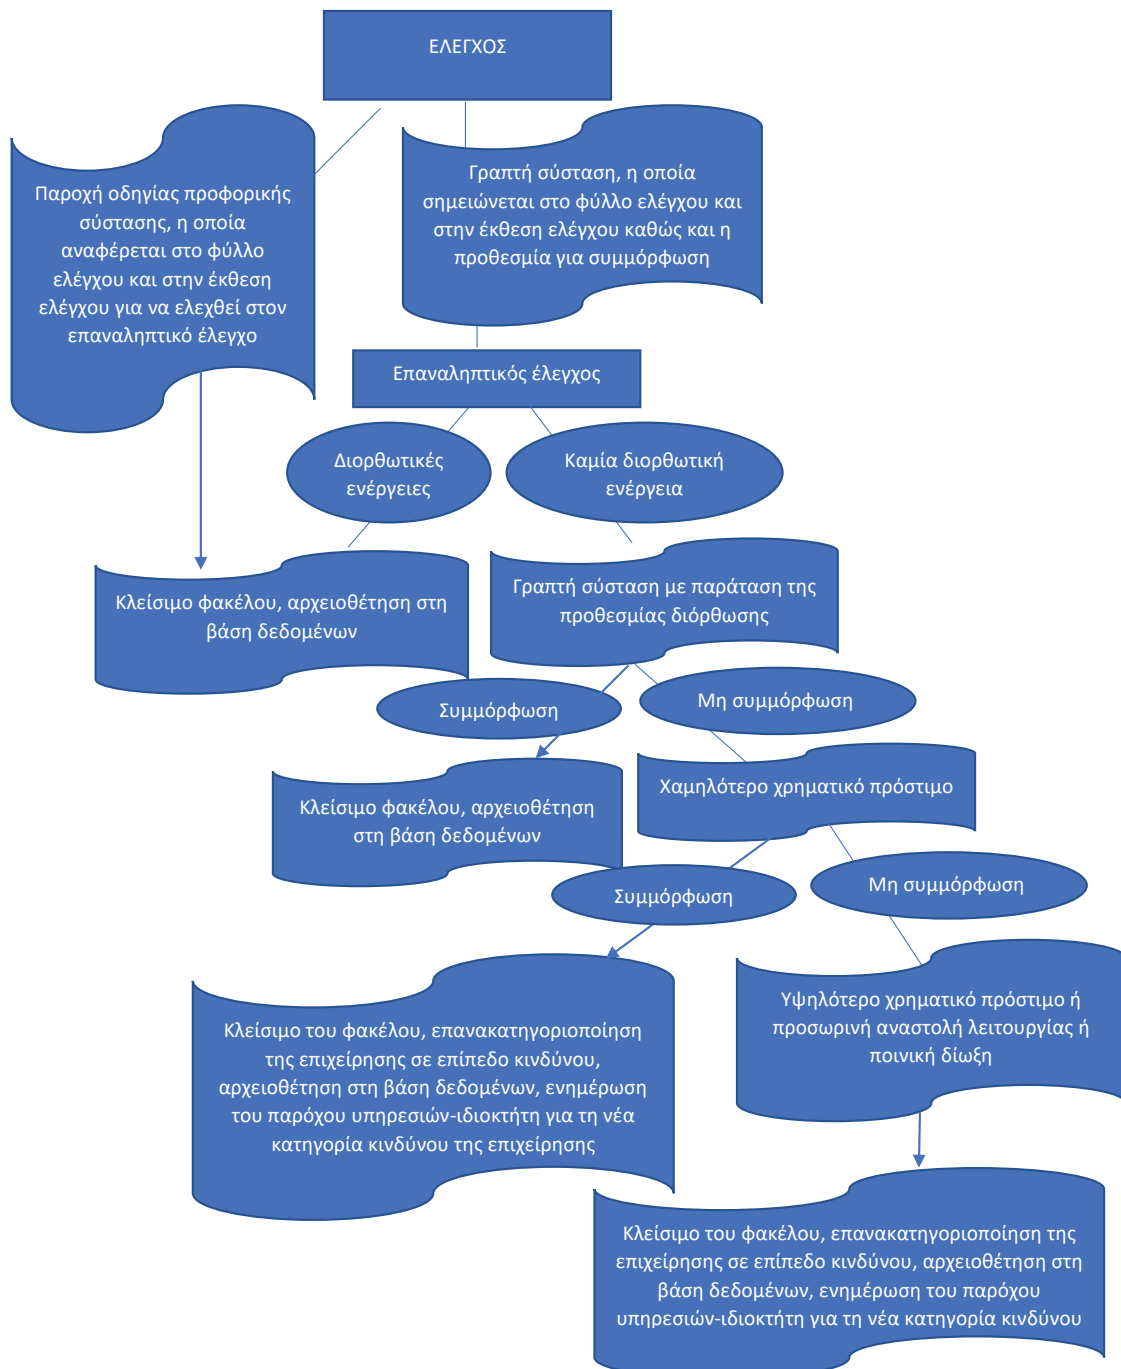 ΕΛΕΓΧΟΣ
Παροχή οδηγίας προφορικής
σύστασης, η οποία
αναφέρεται στο φύλλο
ελέγχου και στην έκθεση
ελέγχου για να ελεχθεί στον
επαναληπτικό έλεγχο
Γραπτή σύσταση, η οποία
σημειώνεται στο φύλλο ελέγχου και
στην έκθεση ελέγχου καθώς και η
προθεσμία για συμμόρφωση
Επαναληπτικός έλεγχος
Διορθωτικές
ενέργειες
Καμία διορθωτική
ενέργεια
Κλείσιμο φακέλου, αρχειοθέτηση στη
βάση δεδομένων
Γραπτή σύσταση με παράταση της
προθεσμίας διόρθωσης
Συμμόρφωση
Μη συμμόρφωση
Κλείσιμο φακέλου, αρχειοθέτηση
στη βάση δεδομένων
Χαμηλότερο χρηματικό πρόστιμο
Συμμόρφωση
Μη συμμόρφωση
Κλείσιμο του φακέλου, επανακατηγοριοποίηση
της επιχείρησης σε επίπεδο κινδύνου,
αρχειοθέτηση στη βάση δεδομένων, ενημέρωση
του παρόχου υπηρεσιών-ιδιοκτήτη για τη νέα
κατηγορία κινδύνου της επιχείρησης
Υψηλότερο χρηματικό πρόστιμο ή
προσωρινή αναστολή λειτουργίας ή
ποινική δίωξη
Κλείσιμο του φακέλου, επανακατηγοριοποίηση της
επιχείρησης σε επίπεδο κινδύνου, αρχειοθέτηση στη
βάση δεδομένων, ενημέρωση του παρόχου
υπηρεσιών-ιδιοκτήτη για τη νέα κατηγορία κινδύνου